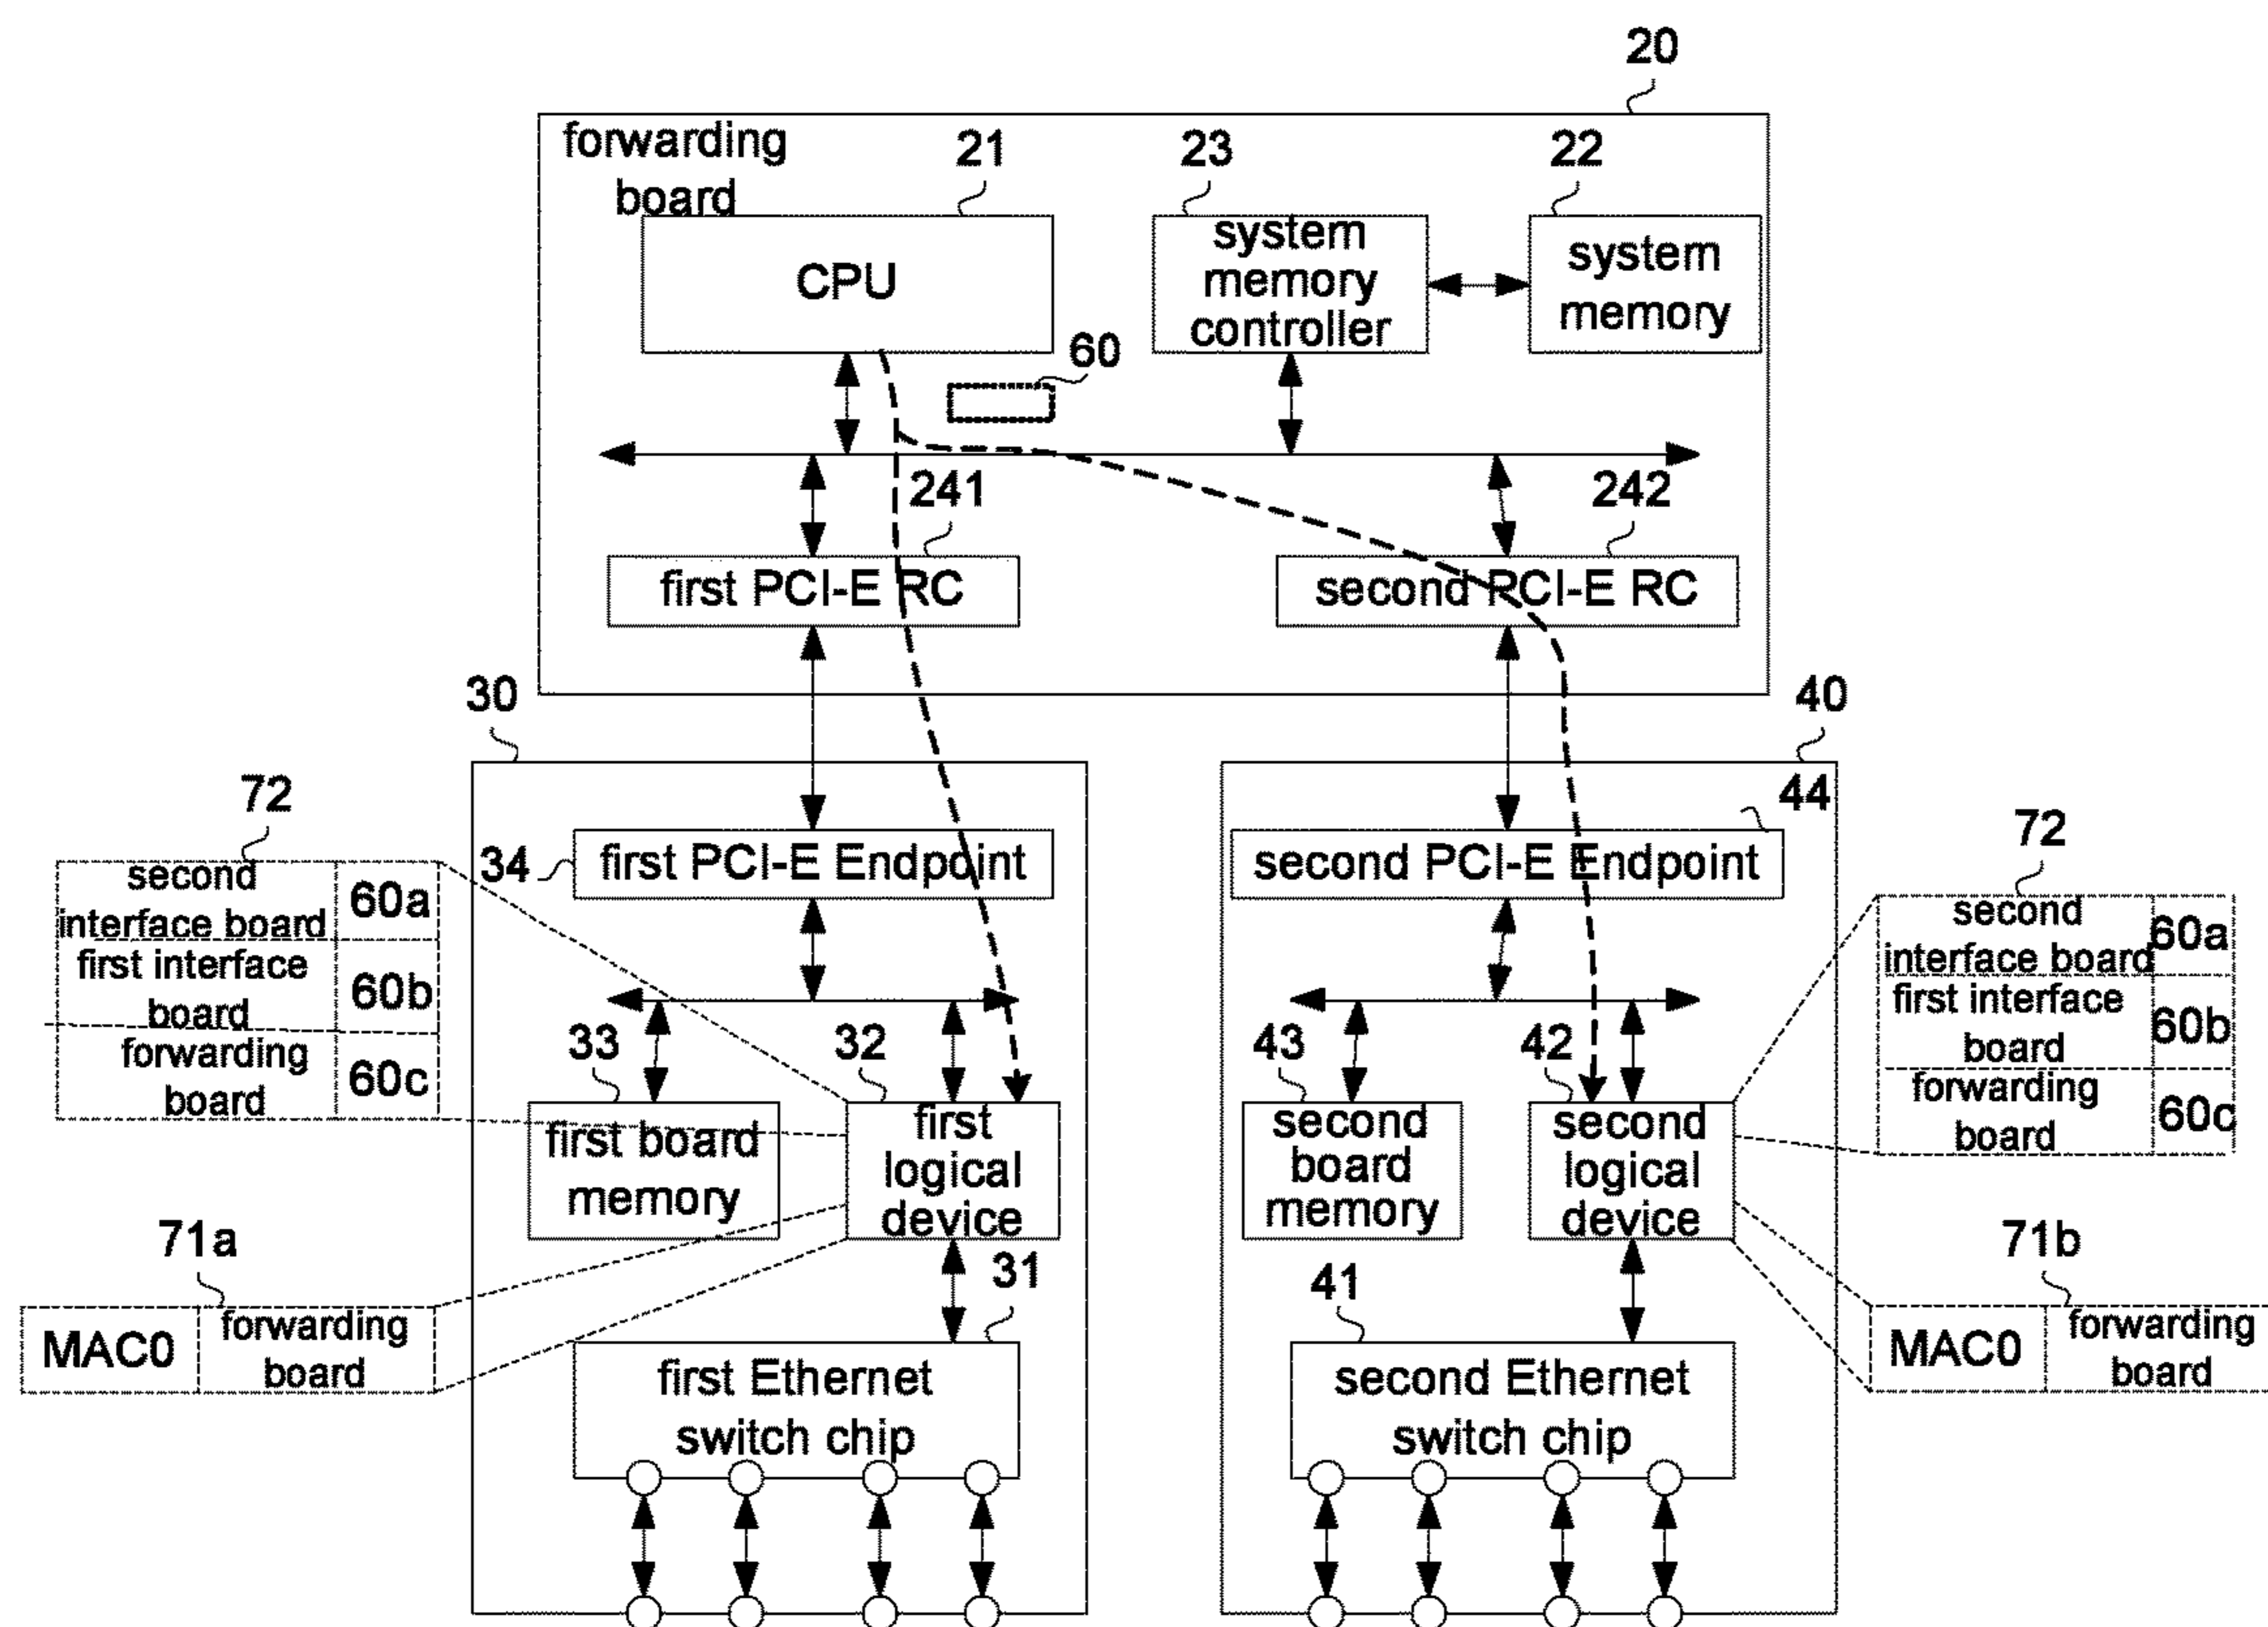 20
forwarding
board
21
23
22
CPU
system
memory
controller
system
memory
60
241
242
first PCI-E RC
second PCI-E RC
30
40
72
44
34
first PCI-E Endpoint
second PCI-E Endpoint
72
second
interface board
60a
first interface
board
60b
forwarding
board
60c
second
interface board
60a
first interface
board
60b
forwarding
board
60c
33
32
43
42
first board
memory
first
logical
device
second
board
memory
second
logical
device
71a
31
41
71b
MAC0
forwarding
board
first Ethernet
switch chip
second Ethernet
switch chip
MAC0
forwarding
board